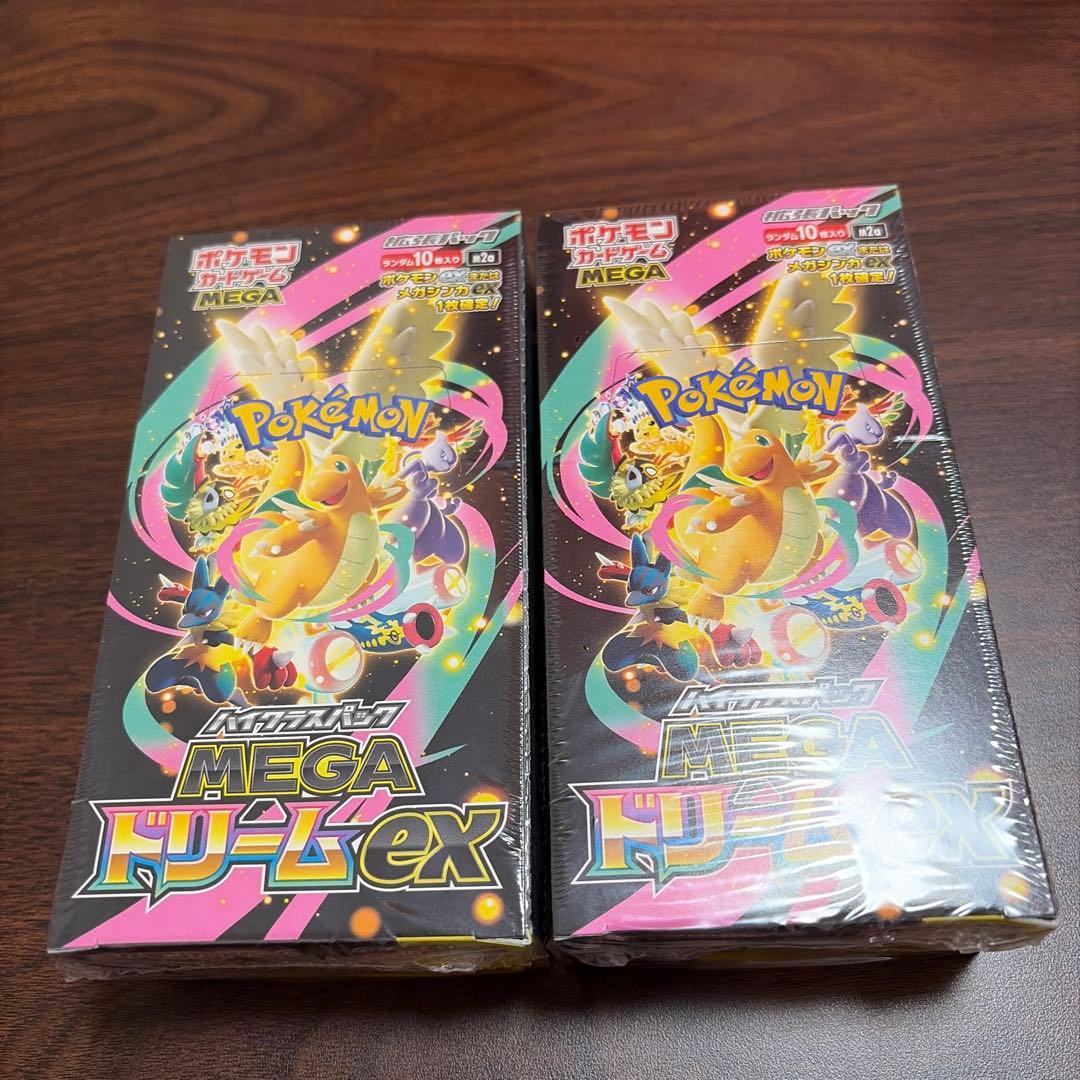 ポケモン
カードゲーム
MEGA
拡張パック
ランダム10枚入り
m2a
ポケモンexまたは
メガシンカex
1枚確定!
POKéMON
ハイクラスパック
MEGA
ドリームex
ポケモン
カードゲーム
MEGA
拡張パック
ランダム10枚入り
m2a
ポケモンexまたは
メガシンカex
1枚確定!
POKéMON
ハイクラスパック
MEGA
ドリームex